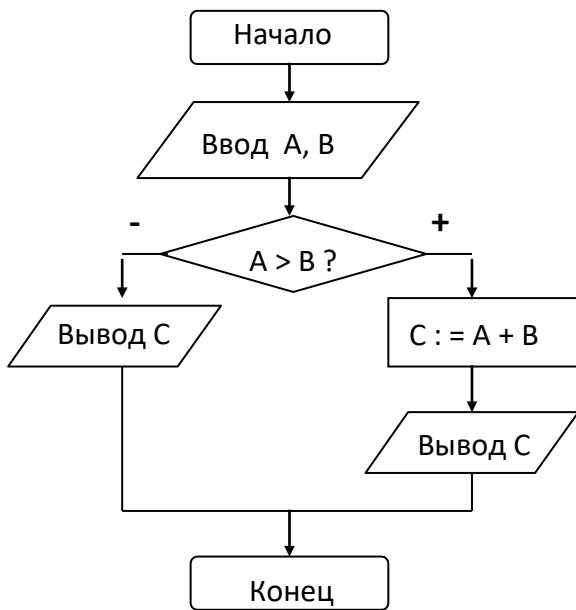 Начало
Ввод А, В
-
+
А > В ?
Вывод С
С : = А + В
Вывод С
Конец